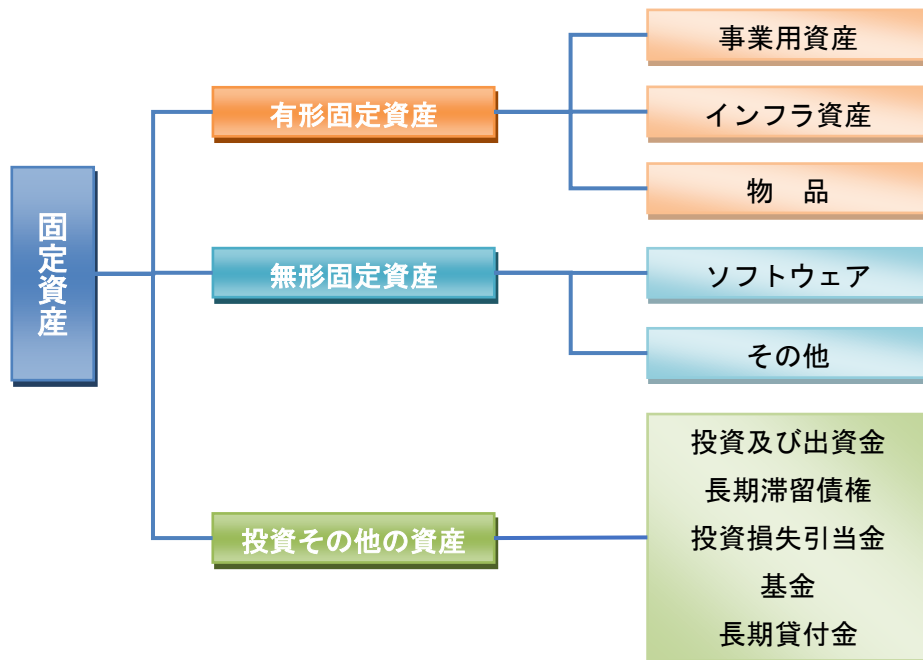 固定資産
有形固定資産
事業用資産
インフラ資産
物　品
無形固定資産
ソフトウェア
その他
投資その他の資産
投資及び出資金
長期滞留債権
投資損失引当金
基金
長期貸付金